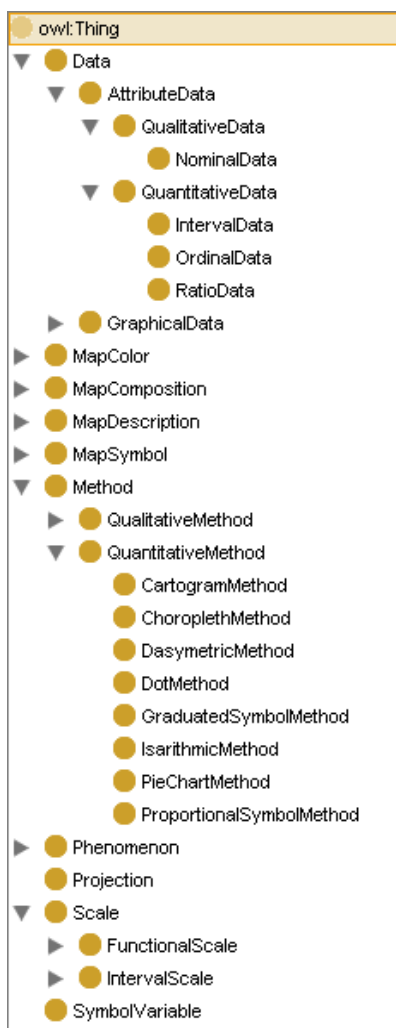 owl:Thing
Data
AttributeData
QualitativeData
NominalData
QuantitativeData
IntervalData
OrdinalData
RatioData
GraphicalData
MapColor
MapComposition
MapDescription
MapSymbol
Method
QualitativeMethod
QuantitativeMethod
CartogramMethod
ChoroplethMethod
DasymetricMethod
DotMethod
GraduatedSymbolMethod
IsarithmicMethod
PieChartMethod
ProportionalSymbolMethod
Phenomenon
Projection
Scale
FunctionalScale
IntervalScale
SymbolVariable